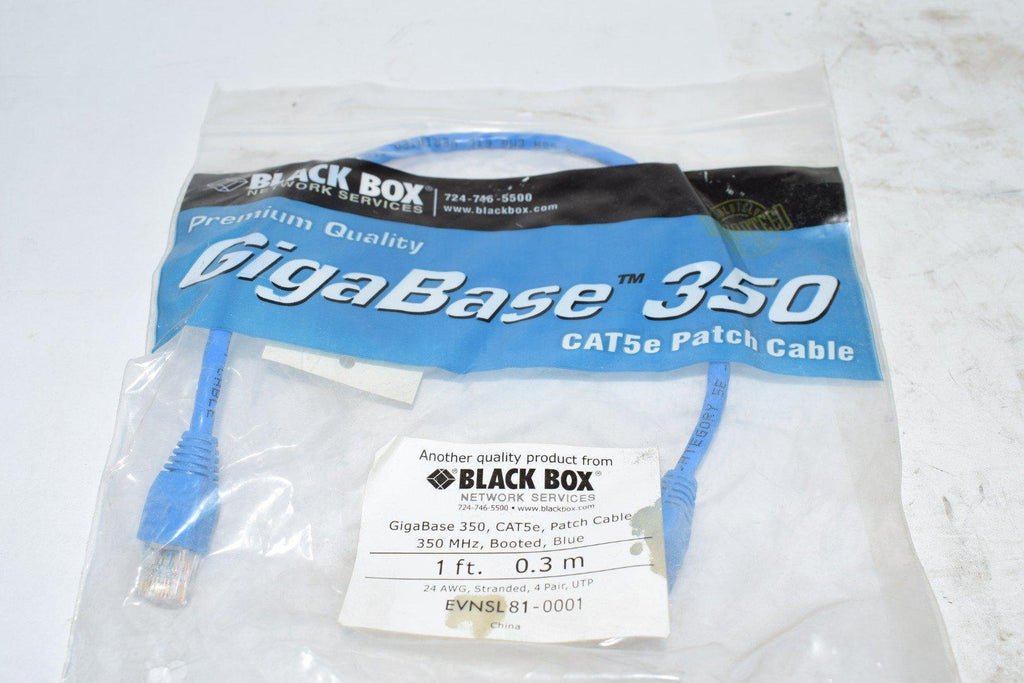 BLACK BOX®
NETWORK SERVICES
724-746-5500
www.blackbox.com
Premium Quality
GigaBase™ 350
CAT5e Patch Cable
EGORY 5E
Another quality product from
BLACK BOX®
NETWORK SERVICES
724-746-5500 • www.blackbox.com
GigaBase 350, CAT5e, Patch Cable
350 MHz, Booted, Blue
1 ft. 0.3 m
24 AWG, Stranded, 4 Pair, UTP
EVNSL81-0001
China